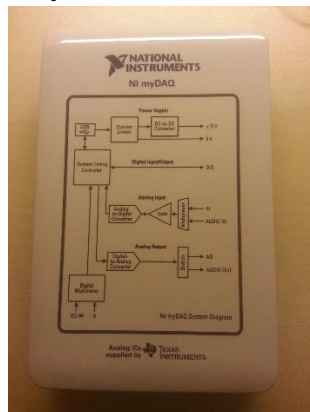 NATIONAL
INSTRUMENTS
NI myDAQ
Power Supply
USB
Current
Limiter
DC-to-DC
Converter
±15 V
5 V
System Timing
Controller
Digital Input/Output
DIO
Analog Input
Analog
-to-Digital
Converter
Gain
Multiplexer
AI
AUDIO IN
Analog Output
Digital-
to-Analog
Converter
Switch
AO
AUDIO OUT
Digital
Multimeter
A
NI myDAQ System Diagram
Analog ICs
supplied by
TEXAS
INSTRUMENTS